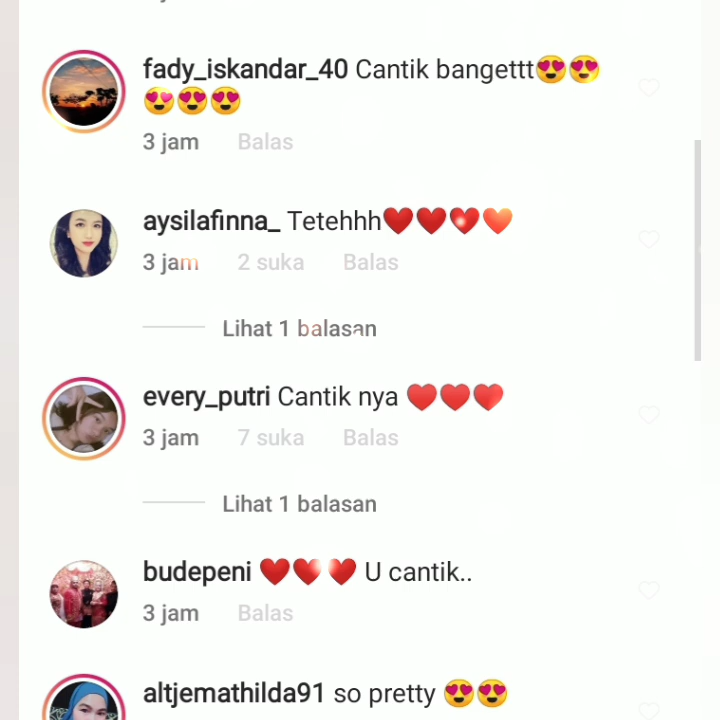 fady_iskandar_40 Cantik bangettt😍😍
😍😍😍
3 jam Balas
aysilafinna_ Tetehhh❤️❤️❤️❤️
3 jam 2 suka Balas
Lihat 1 balasan
every_putri Cantik nya ❤️❤️❤️
3 jam 7 suka Balas
Lihat 1 balasan
budepeni ❤️❤️❤️ U cantik..
3 jam Balas
altjemathilda91 so pretty 😍😍